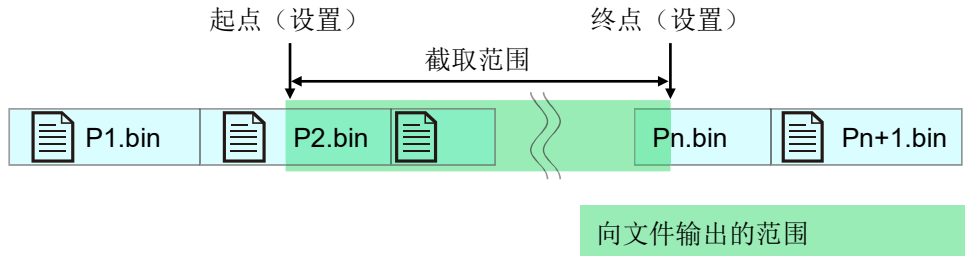 起点（设置）
终点（设置）
截取范围
P1.bin
P2.bin
Pn.bin
Pn+1.bin
向文件输出的范围